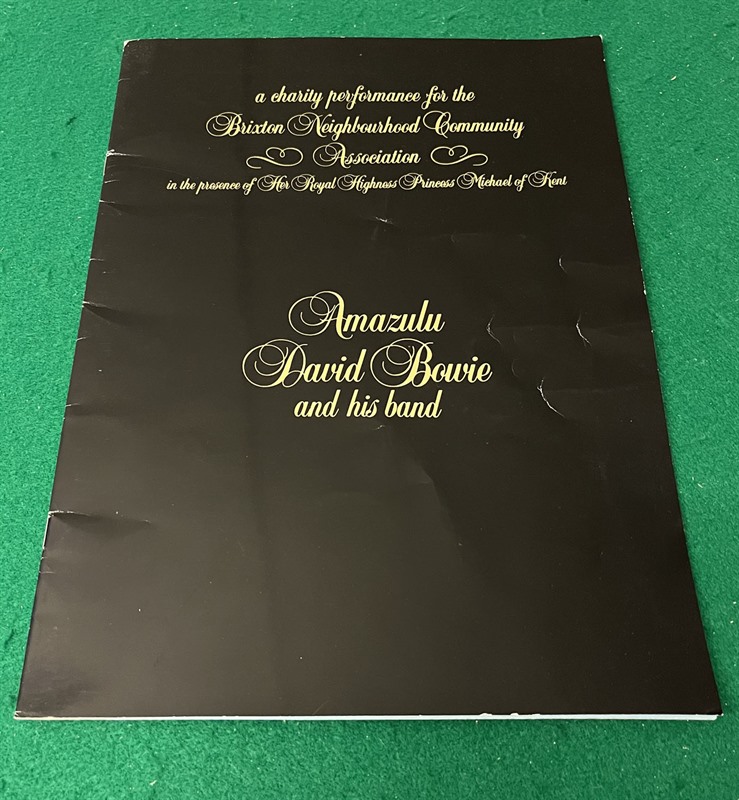 a charity performance for the
Brixton Neighbourhood Community
Association
in the presence of Her Royal Highness Princess Michael of Kent
Amazulu
David Bowie
and his band